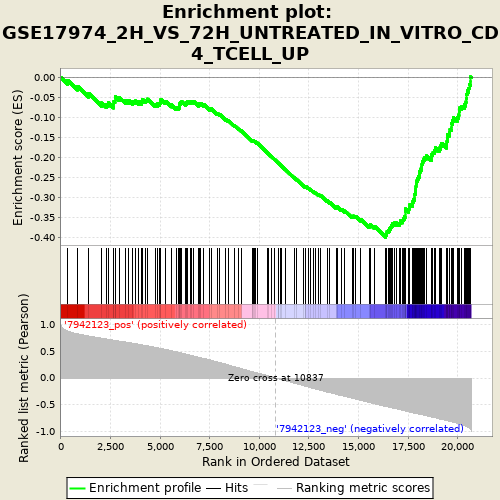 Enrichment plot:
GSE17974_2H_VS_72H_UNTREATED_IN_VITRO_CD
4_TCELL_UP
Enrichment score (ES)
0.00
-0.05
-0.10
-0.15
-0.20
-0.25
-0.30
-0.35
-0.40
Ranked list metric (Pearson)
1.0
0.5
0.0
-0.5
-1.0
'7942123_pos' (positively correlated)
Zero cross at 10837
'7942123_neg' (negatively correlated)
0 2,500 5,000 7,500 10,000 12,500 15,000 17,500 20,000
Rank in Ordered Dataset
Enrichment profile Hits Ranking metric scores